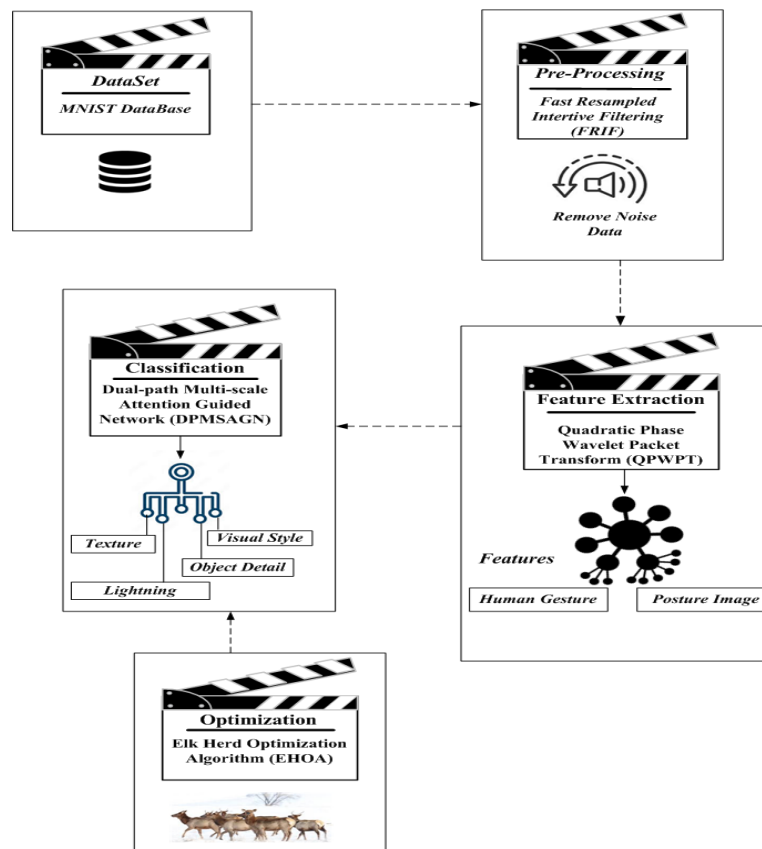 DataSet
MNIST DataBase
Pre-Processing
Fast Resampled
Intertive Filtering
(FRIF)
Remove Noise
Data
Classification
Dual-path Multi-scale
Attention Guided
Network (DPMSAGN)
Texture
Visual Style
Object Detail
Lightning
Feature Extraction
Quadratic Phase
Wavelet Packet
Transform (QPWPT)
Features
Human Gesture
Posture Image
Optimization
Elk Herd Optimization
Algorithm (EHOA)